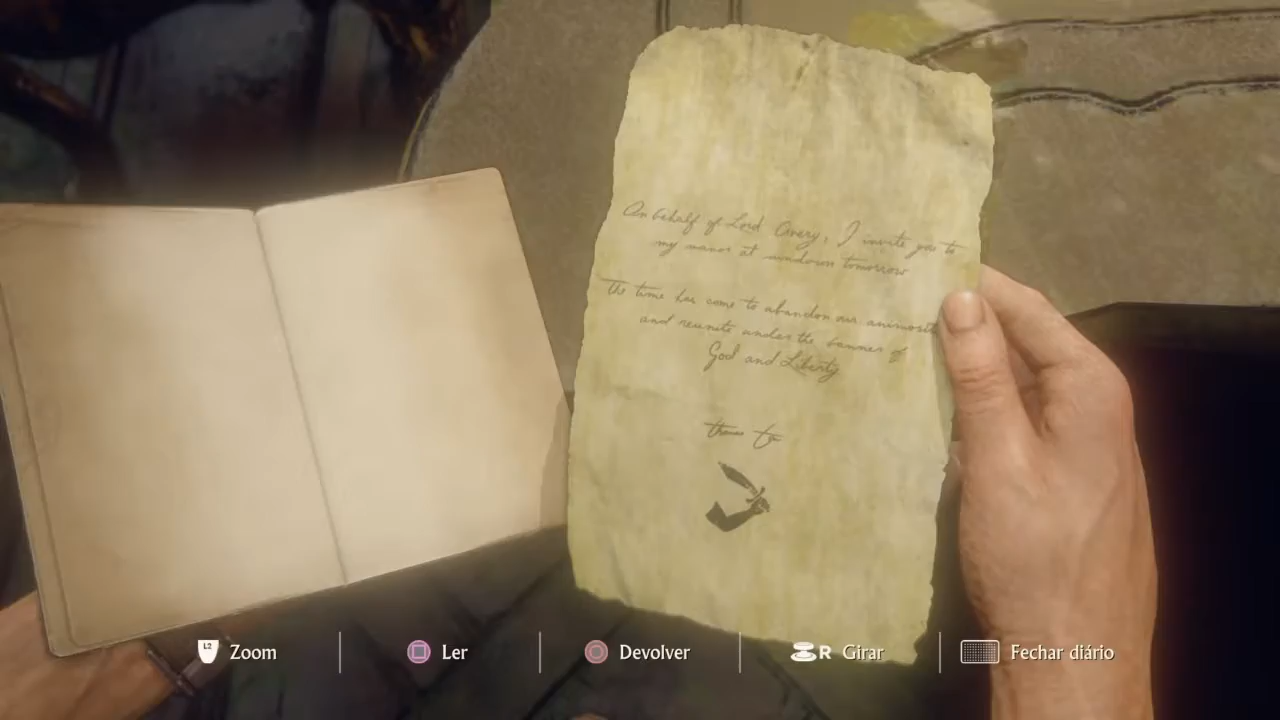 On behalf of Lord Avery, I invite you to
my manor at sundown tomorrow
The time has come to abandon our animosity
and reunite under the banner of
God and Liberty
Thomas Tew
L2 Zoom
Ler
Devolver
R Girar
Fechar diário